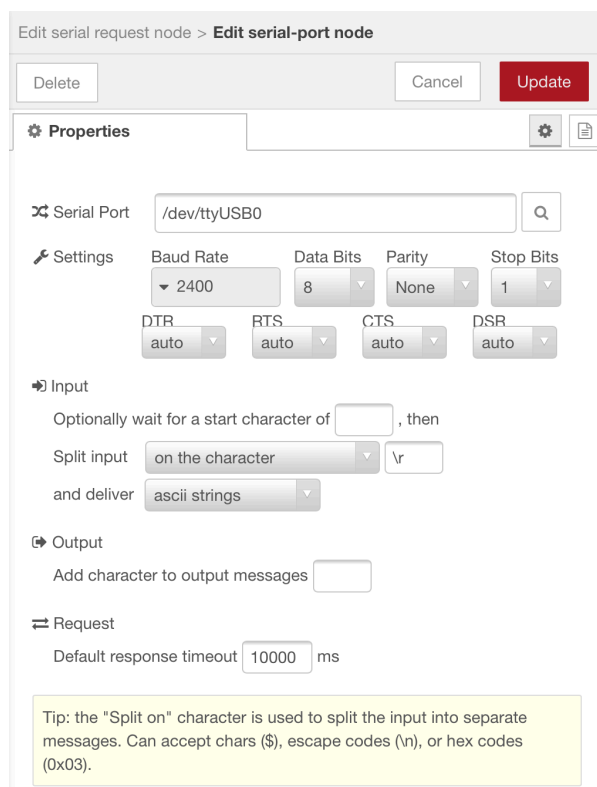 Edit serial request node > Edit serial-port node
Delete Cancel Update
Properties
Serial Port /dev/ttyUSB0
Settings Baud Rate Data Bits Parity Stop Bits
2400 8 None 1
DTR RTS CTS DSR
auto auto auto auto
Input
Optionally wait for a start character of , then
Split input on the character \r
and deliver ascii strings
Output
Add character to output messages
Request
Default response timeout 10000 ms
Tip: the "Split on" character is used to split the input into separate
messages. Can accept chars ($), escape codes (\n), or hex codes
(0x03).